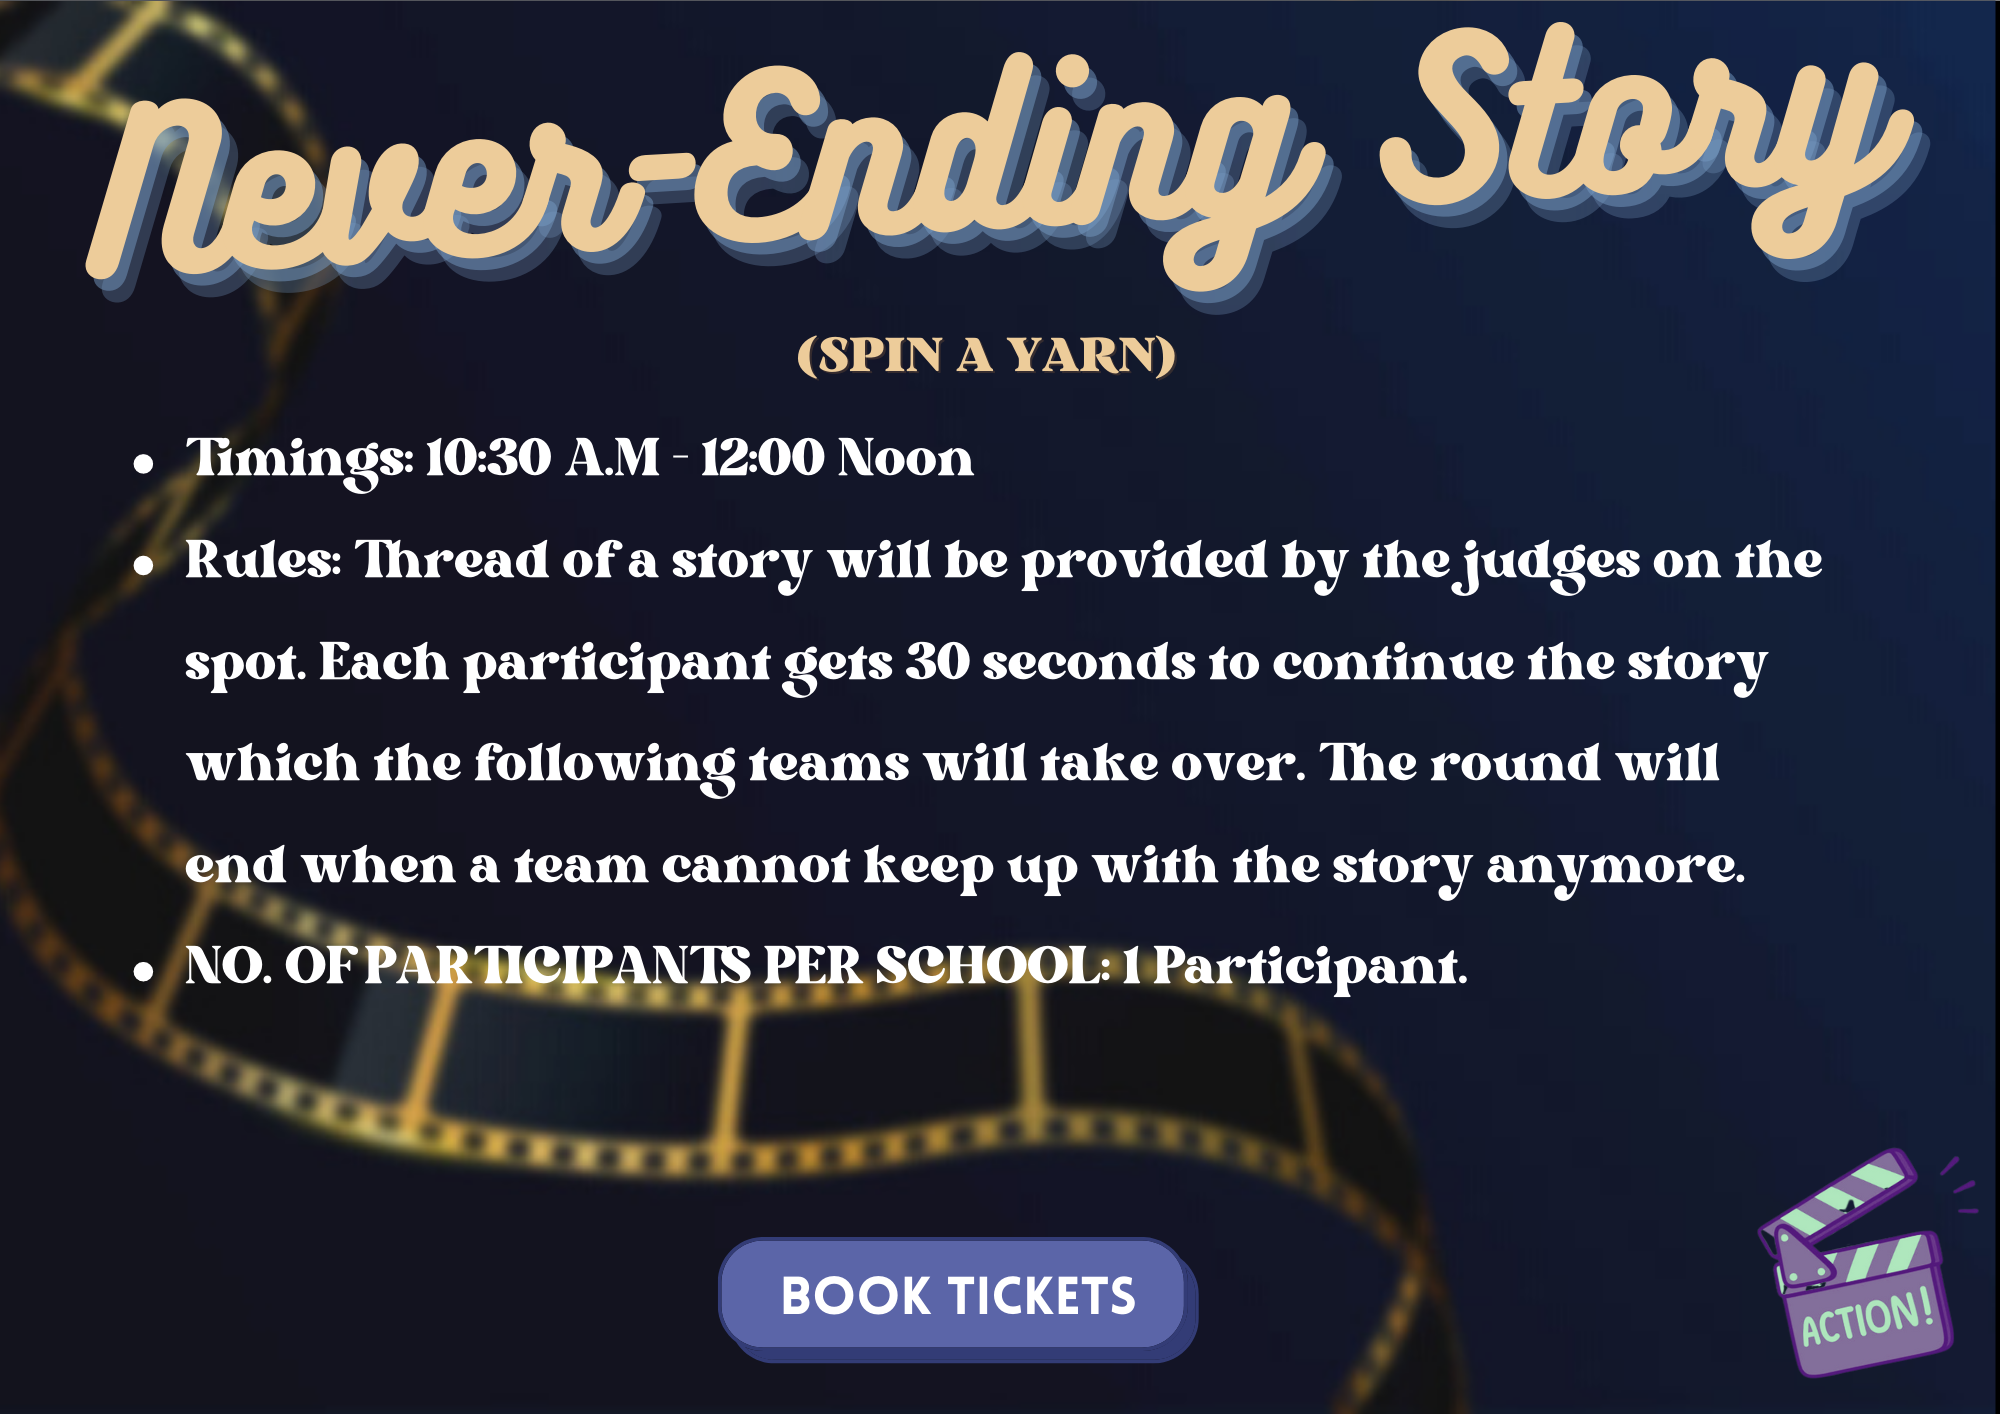 Never-Ending Story
(SPIN A YARN)
• Timings: 10:30 A.M - 12:00 Noon
• Rules: Thread of a story will be provided by the judges on the
spot. Each participant gets 30 seconds to continue the story
which the following teams will take over. The round will
end when a team cannot keep up with the story anymore.
• NO. OF PARTICIPANTS PER SCHOOL: 1 Participant.
BOOK TICKETS
ACTION!